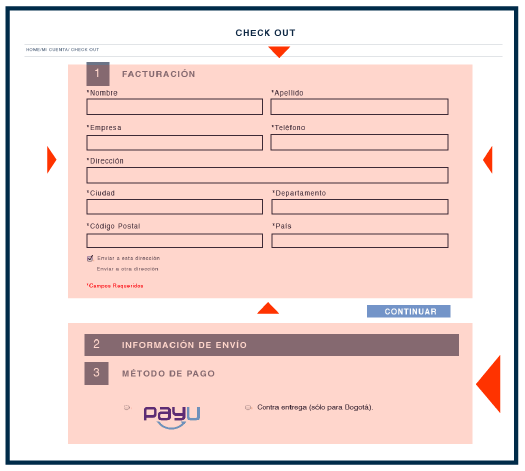 CHECK OUT
HOME/MI CUENTA/ CHECK OUT
1 FACTURACIÓN
*Nombre *Apellido
*Empresa *Teléfono
*Dirección
*Ciudad *Departamento
*Código Postal *País
Enviar a esta dirección
Enviar a otra dirección
*Campos Requeridos
CONTINUAR
2 INFORMACIÓN DE ENVÍO
3 MÉTODO DE PAGO
payu Contra entrega (sólo para Bogotá).